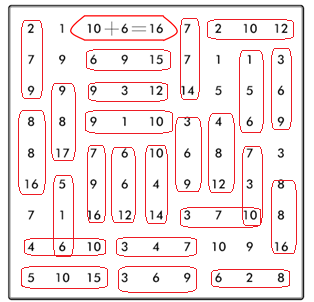 2 1 10+6=16 7 2 10 12
7 9 6 9 15 7 1 1 3
9 9 9 3 12 14 5 5 6
8 8 9 1 10 3 4 6 9
8 17 7 6 10 6 8 7 3
16 5 9 6 4 9 12 3 8
7 1 16 12 14 3 7 10 8
4 6 10 3 4 7 10 9 16
5 10 15 3 6 9 6 2 8